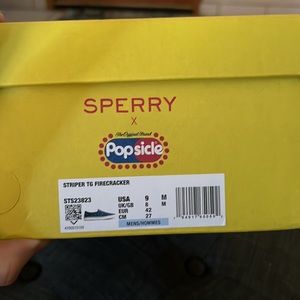 SPERRY
X
The Original Brand
Popsicle
STRIPER TG FIRECRACKER
STS23823
USA 9 M
UK/GB 8 M
EUR 42
CM 27
MENS/HOMMES